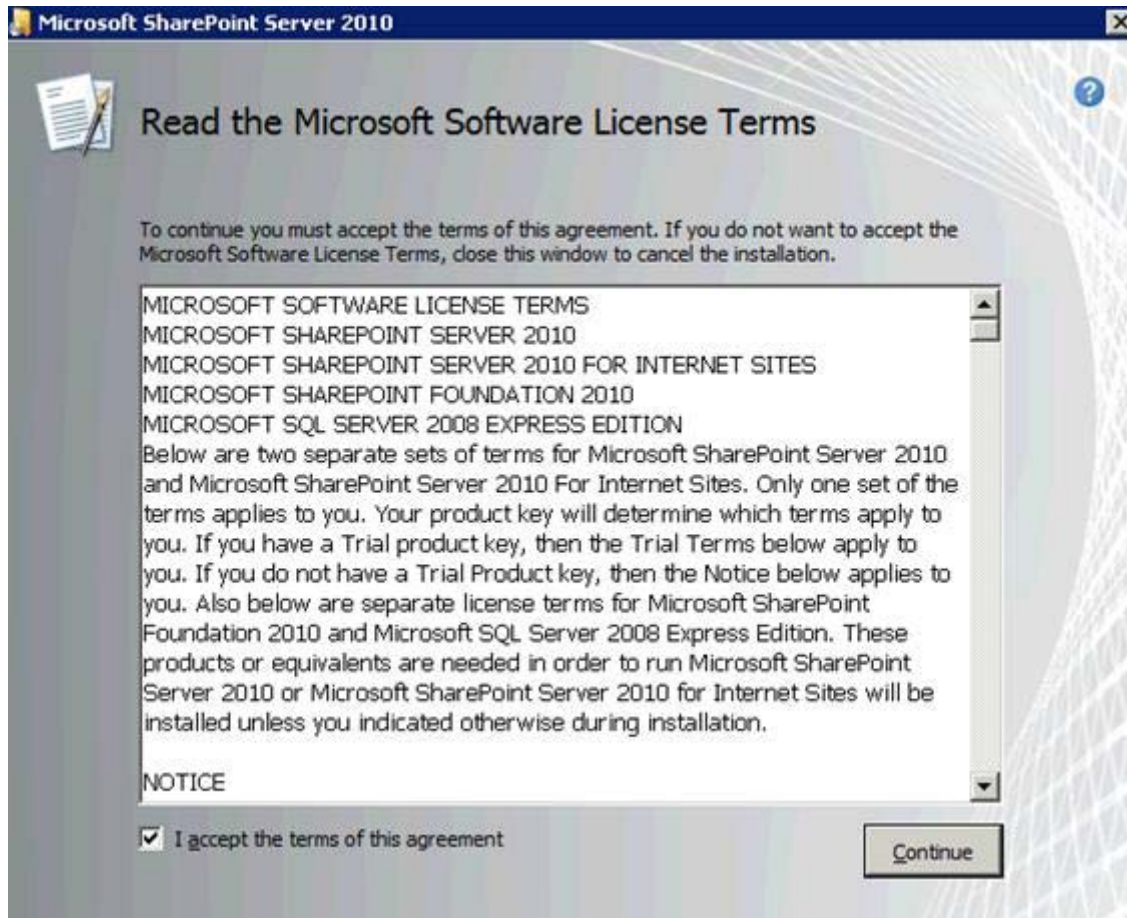 Microsoft SharePoint Server 2010
Read the Microsoft Software License Terms
To continue you must accept the terms of this agreement. If you do not want to accept the
Microsoft Software License Terms, close this window to cancel the installation.
MICROSOFT SOFTWARE LICENSE TERMS
MICROSOFT SHAREPOINT SERVER 2010
MICROSOFT SHAREPOINT SERVER 2010 FOR INTERNET SITES
MICROSOFT SHAREPOINT FOUNDATION 2010
MICROSOFT SQL SERVER 2008 EXPRESS EDITION
Below are two separate sets of terms for Microsoft SharePoint Server 2010
and Microsoft SharePoint Server 2010 For Internet Sites. Only one set of the
terms applies to you. Your product key will determine which terms apply to
you. If you have a Trial product key, then the Trial Terms below apply to
you. If you do not have a Trial Product key, then the Notice below applies to
you. Also below are separate license terms for Microsoft SharePoint
Foundation 2010 and Microsoft SQL Server 2008 Express Edition. These
products or equivalents are needed in order to run Microsoft SharePoint
Server 2010 or Microsoft SharePoint Server 2010 for Internet Sites will be
installed unless you indicated otherwise during installation.
NOTICE
I accept the terms of this agreement
Continue